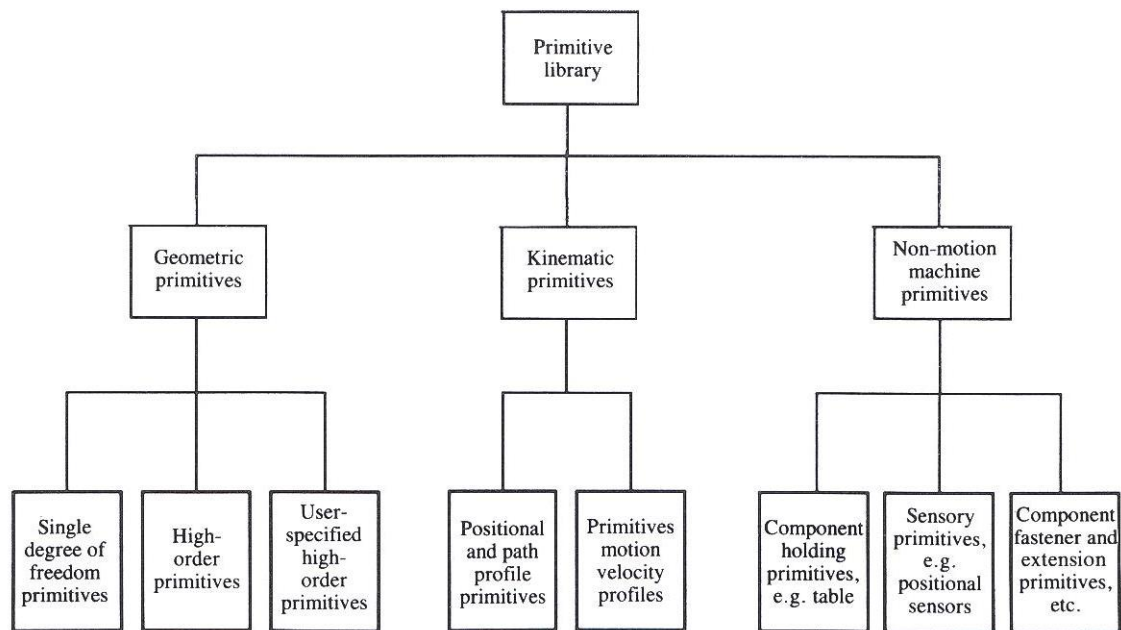 Primitive
library
Geometric
primitives
Kinematic
primitives
Non-motion
machine
primitives
Single
degree of
freedom
primitives
High-
order
primitives
User-
specified
high-
order
primitives
Positional
and path
profile
primitives
Primitives
motion
velocity
profiles
Component
holding
primitives,
e.g. table
Sensory
primitives,
e.g.
positional
sensors
Component
fastener and
extension
primitives,
etc.